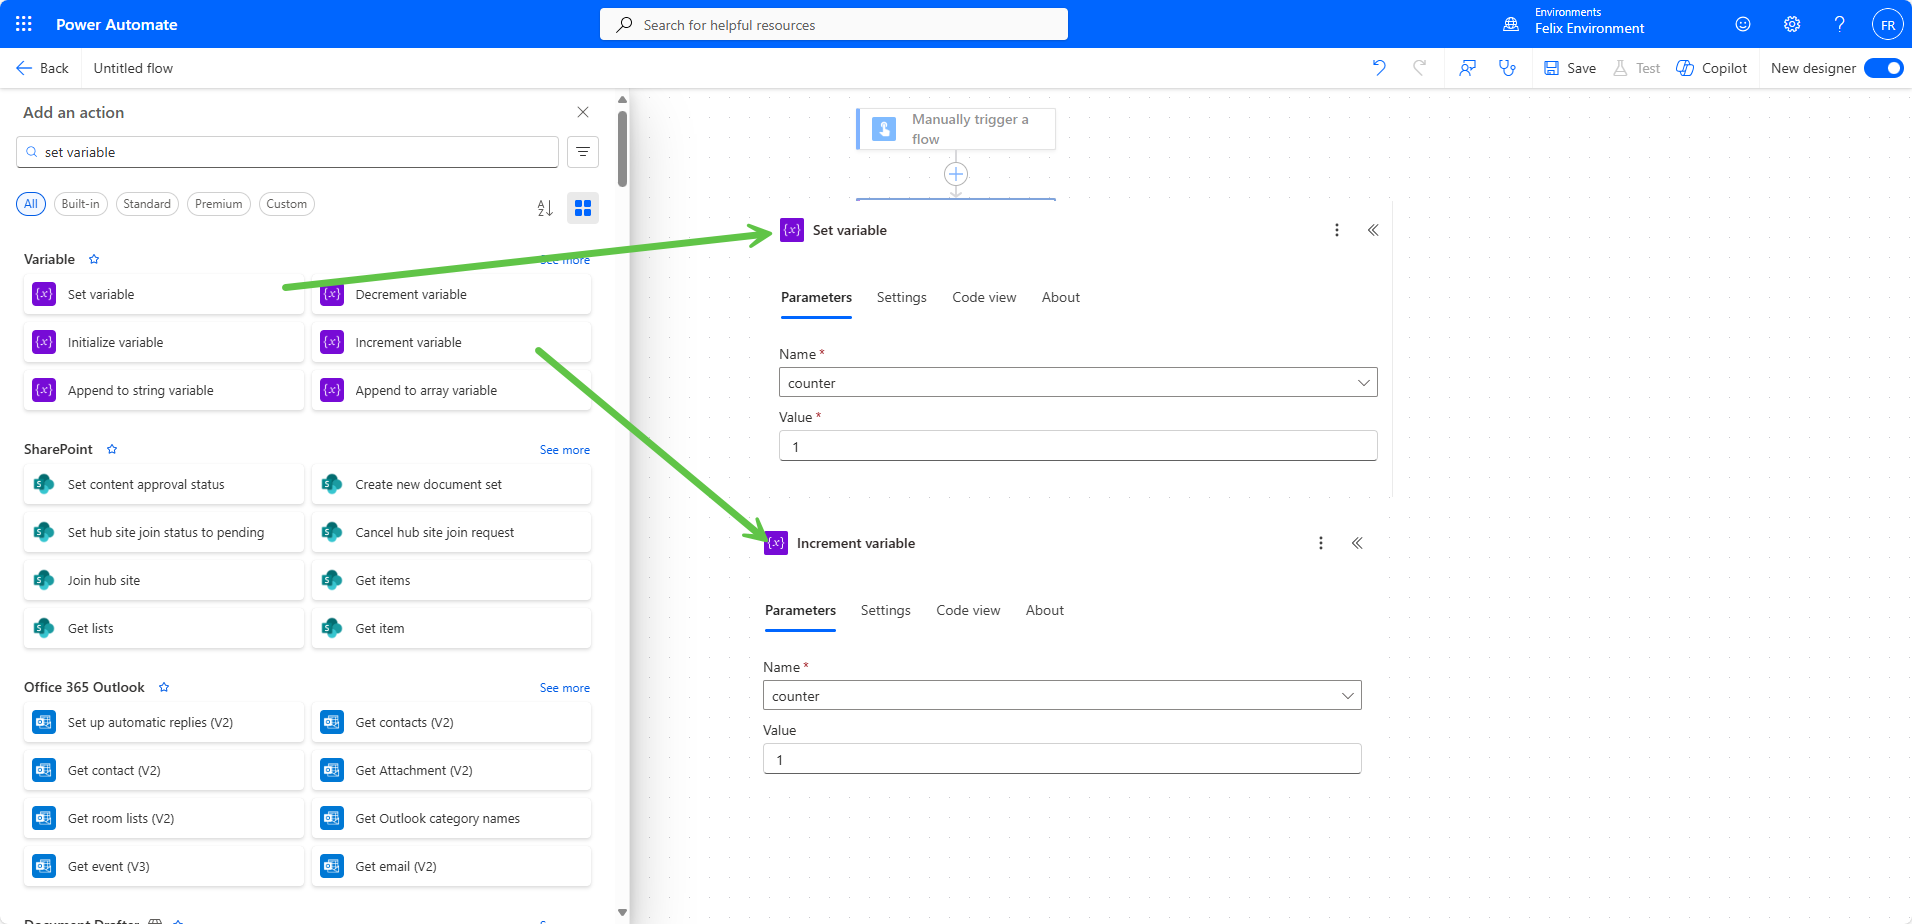 Power Automate
Search for helpful resources
Environments
Felix Environment
FR
Back
Untitled flow
Save
Test
Copilot
New designer
Add an action
set variable
All
Built-in
Standard
Premium
Custom
Variable
See more
Set variable
Decrement variable
Initialize variable
Increment variable
Append to string variable
Append to array variable
SharePoint
See more
Set content approval status
Create new document set
Set hub site join status to pending
Cancel hub site join request
Join hub site
Get items
Get lists
Get item
Office 365 Outlook
See more
Set up automatic replies (V2)
Get contacts (V2)
Get contact (V2)
Get Attachment (V2)
Get room lists (V2)
Get Outlook category names
Get event (V3)
Get email (V2)
Manually trigger a
flow
{x} Set variable
Parameters
Settings
Code view
About
Name *
counter
Value *
1
{x} Increment variable
Parameters
Settings
Code view
About
Name *
counter
Value
1